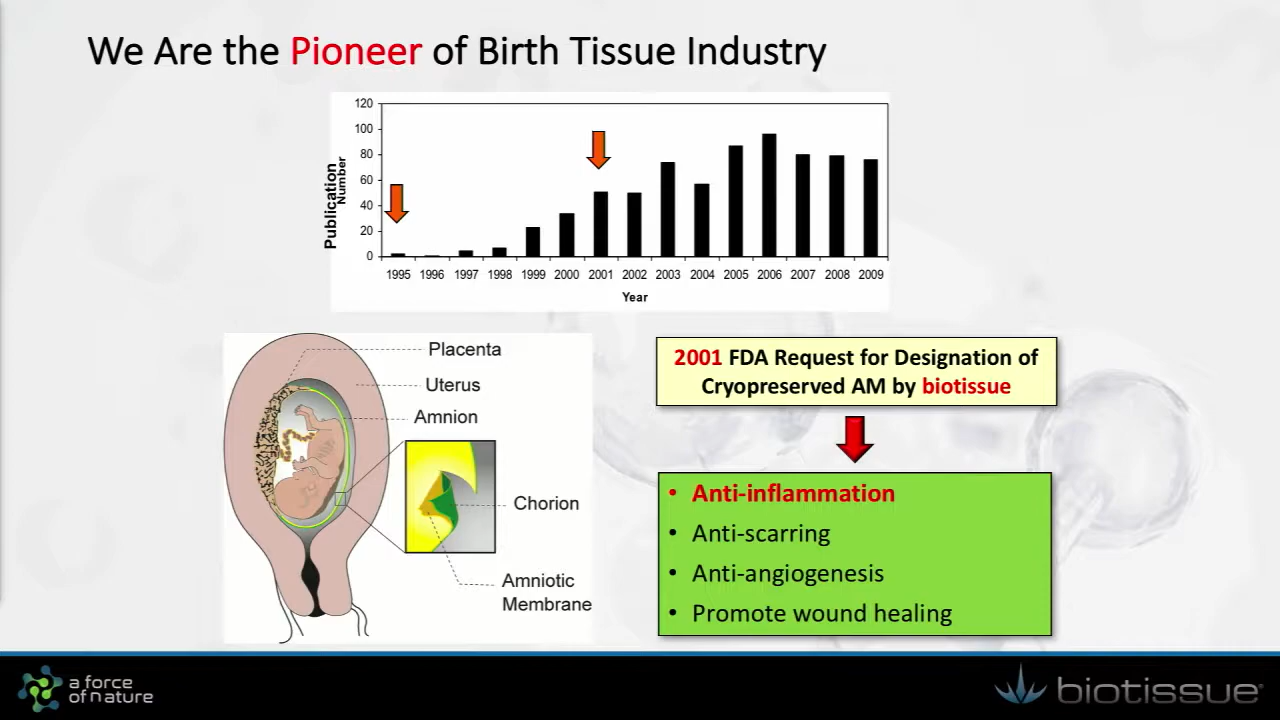 We Are the Pioneer of Birth Tissue Industry
120
100
80
60
40
20
0
Publication
Number
1995 1996 1997 1998 1999 2000 2001 2002 2003 2004 2005 2006 2007 2008 2009
Year
Placenta
Uterus
Amnion
Chorion
Amniotic
Membrane
2001 FDA Request for Designation of
Cryopreserved AM by biotissue
• Anti-inflammation
• Anti-scarring
• Anti-angiogenesis
• Promote wound healing
a force
of nature
biotissue®